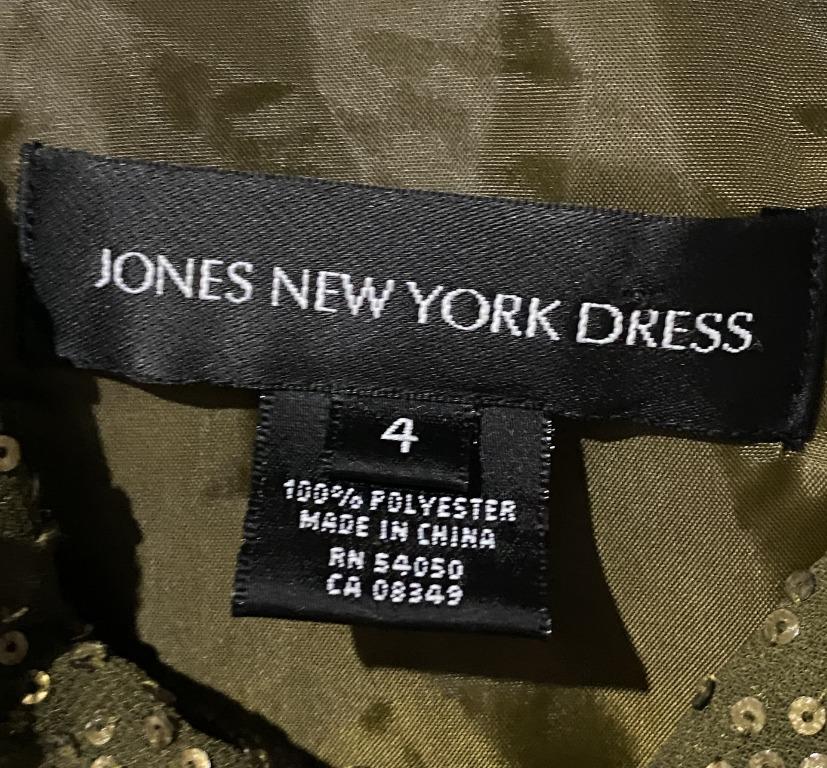 JONES NEW YORK DRESS
4
100% POLYESTER
MADE IN CHINA
RN 54050
CA 08349